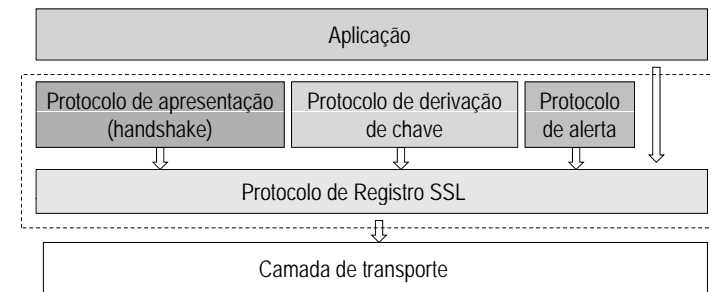 Aplicação
Protocolo de apresentação
(handshake)
Protocolo de derivação
de chave
Protocolo
de alerta
Protocolo de Registro SSL
Camada de transporte